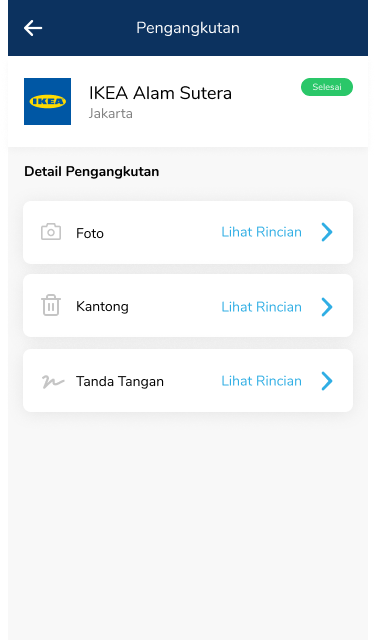 Pengangkutan
IKEA
IKEA Alam Sutera
Selesai
Jakarta
Detail Pengangkutan
Foto Lihat Rincian
Kantong Lihat Rincian
Tanda Tangan Lihat Rincian